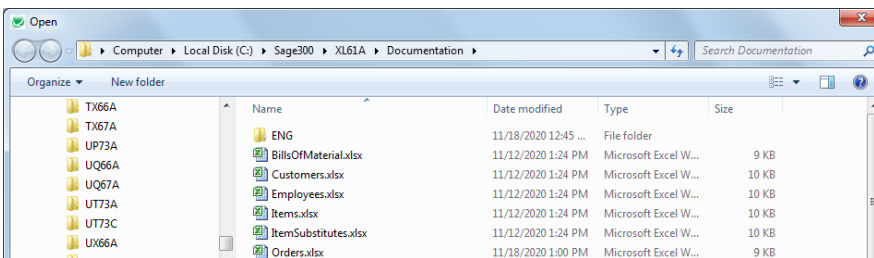 Open
Computer Local Disk (C:) Sage300 XL61A Documentation Search Documentation
Organize New folder
Name Date modified Type Size
TX66A
TX67A
UP73A
UQ66A
UQ67A
UT73A
UT73C
UX66A
ENG 11/18/2020 12:45 ... File folder
BillsOfMaterial.xlsx 11/12/2020 1:24 PM Microsoft Excel W... 9 KB
Customers.xlsx 11/12/2020 1:24 PM Microsoft Excel W... 10 KB
Employees.xlsx 11/12/2020 1:24 PM Microsoft Excel W... 10 KB
Items.xlsx 11/12/2020 1:24 PM Microsoft Excel W... 10 KB
ItemSubstitutes.xlsx 11/12/2020 1:24 PM Microsoft Excel W... 10 KB
Orders.xlsx 11/18/2020 1:00 PM Microsoft Excel W... 9 KB